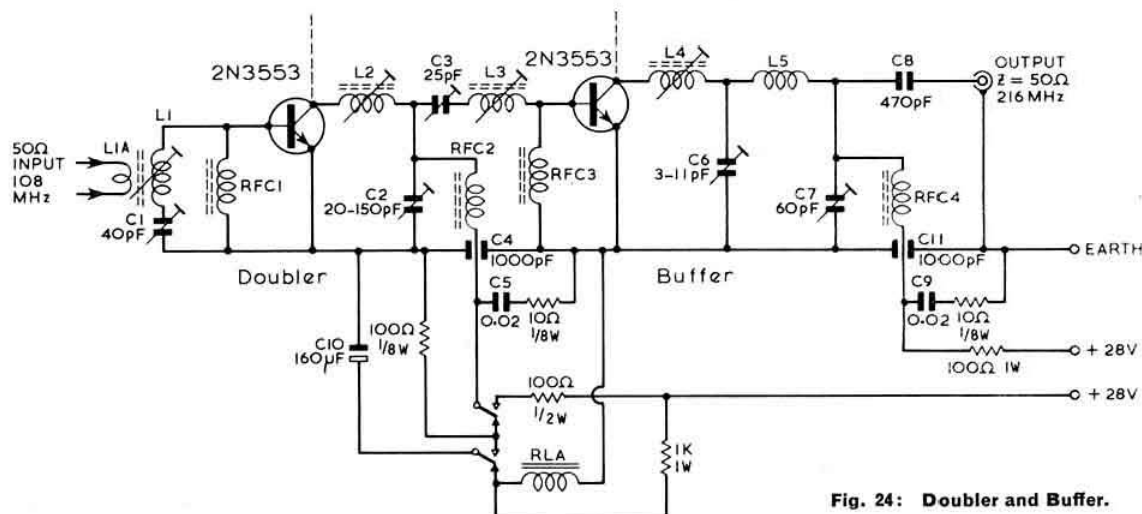 2N3553
L1
L1A
50Ω
INPUT
108
MHz
C1
40pF
RFC1
L2
C3
25pF
L3
C2
20-150pF
RFC2
RFC3
2N3553
L4
L5
C8
470pF
OUTPUT
Z = 50Ω
216 MHz
C6
3-11pF
C7
60pF
RFC4
Doubler
C4
1000pF
Buffer
C11
1000pF
EARTH
C5
0.02
10Ω
1/8W
C9
0.02
10Ω
1/8W
100Ω
1/8W
C10
160µF
100Ω 1W
+28V
100Ω
1/2W
+28V
RLA
1K
1W
Fig. 24: Doubler and Buffer.